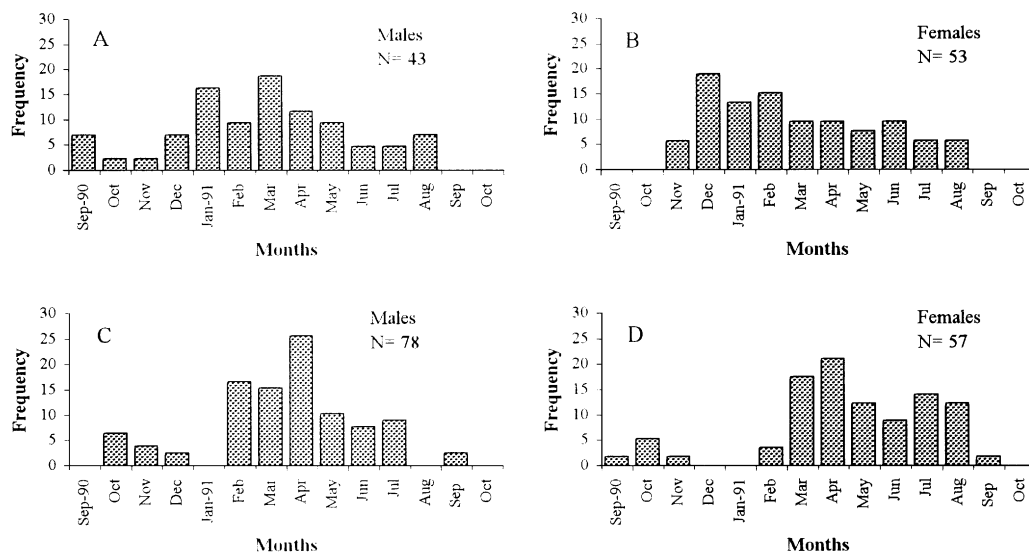 A
Males
N= 43
Frequency
30
25
20
15
10
5
0
Sep-90
Oct
Nov
Dec
Jan-91
Feb
Mar
Apr
May
Jun
Jul
Aug
Sep
Oct
Months
B
Females
N= 53
Frequency
30
25
20
15
10
5
0
Sep-90
Oct
Nov
Dec
Jan-91
Feb
Mar
Apr
May
Jun
Jul
Aug
Sep
Oct
Months
C
Males
N= 78
Frequency
30
25
20
15
10
5
0
Sep-90
Oct
Nov
Dec
Jan-91
Feb
Mar
Apr
May
Jun
Jul
Aug
Sep
Oct
Months
D
Females
N= 57
Frequency
30
25
20
15
10
5
0
Sep-90
Oct
Nov
Dec
Jan-91
Feb
Mar
Apr
May
Jun
Jul
Aug
Sep
Oct
Months